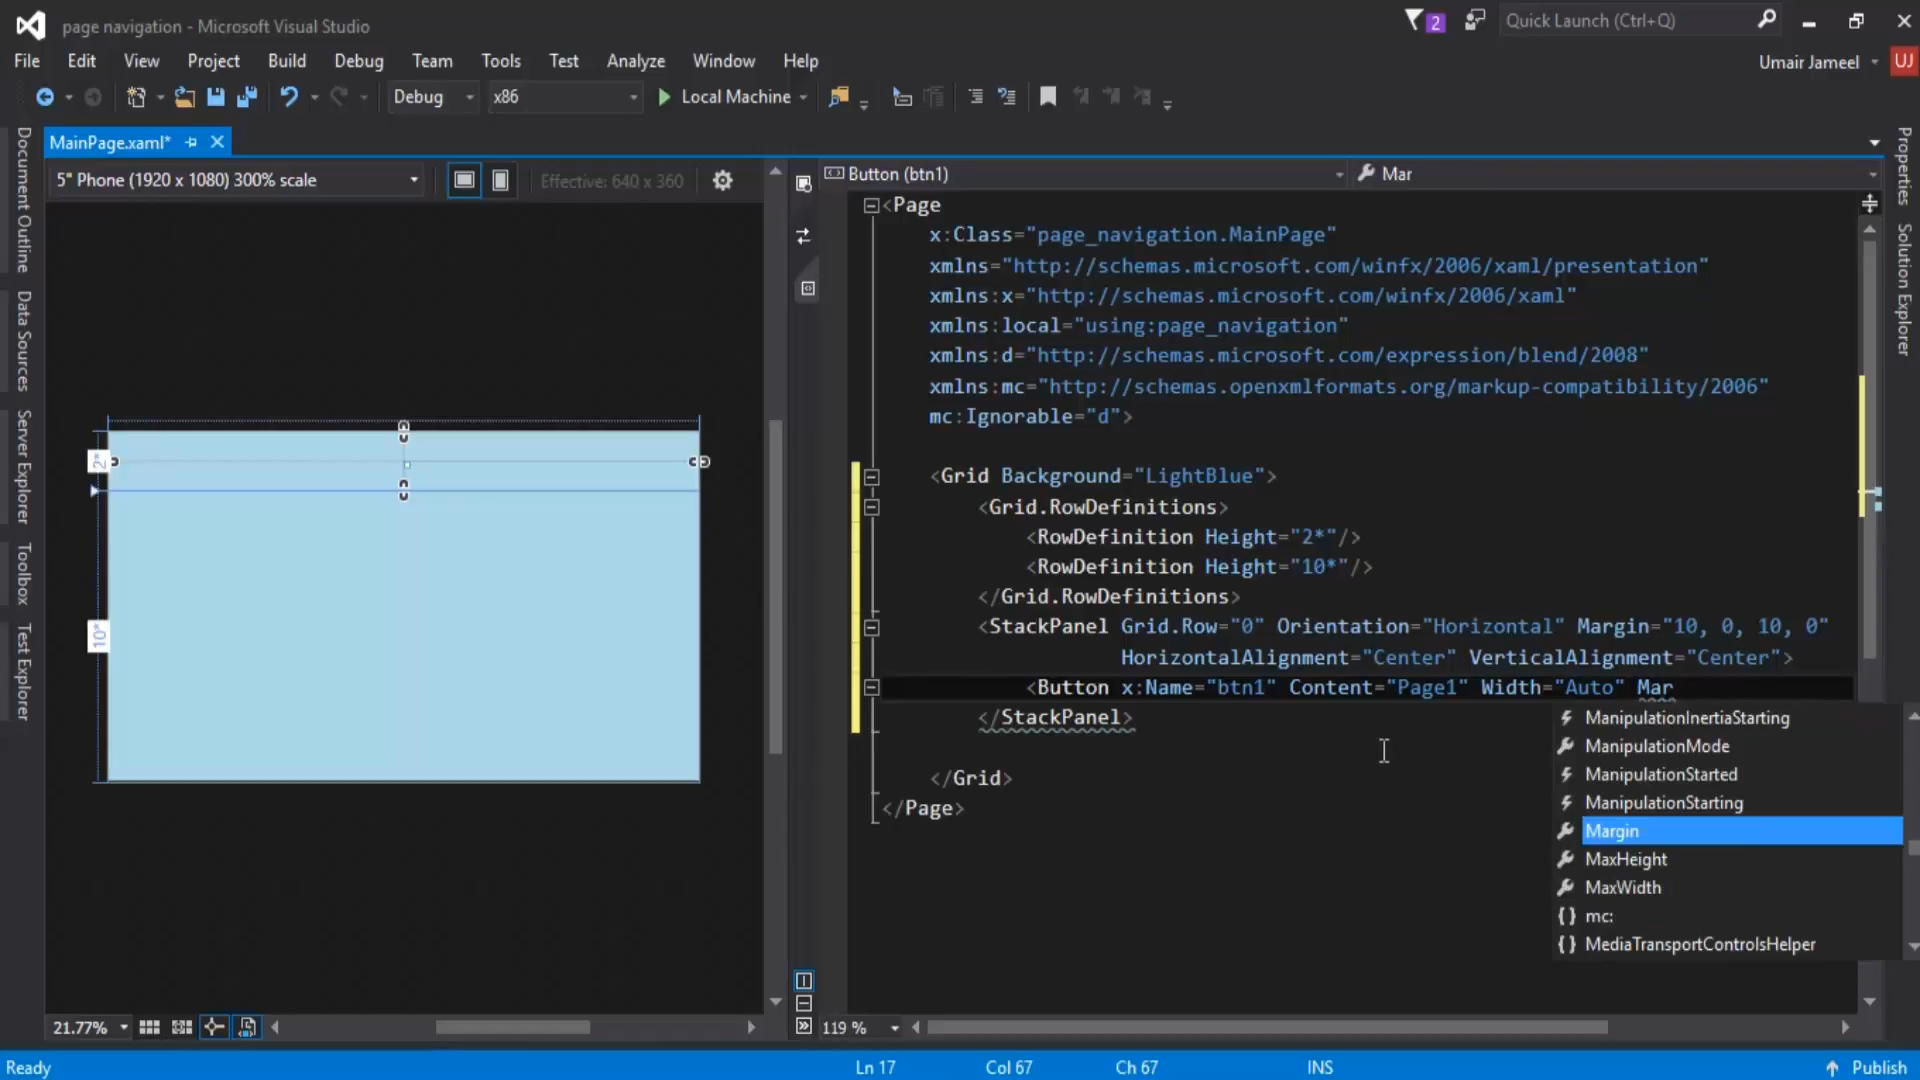 page navigation - Microsoft Visual Studio
2
Quick Launch (Ctrl+Q)
File Edit View Project Build Debug Team Tools Test Analyze Window Help
Umair Jameel
UJ
Debug
x86
Local Machine
MainPage.xaml*
5" Phone (1920 x 1080) 300% scale
Effective: 640 x 360
Button (btn1)
Mar
Document Outline
Data Sources
Server Explorer
Toolbox
Test Explorer
2*
10*
<Page
x:Class="page_navigation.MainPage"
xmlns="http://schemas.microsoft.com/winfx/2006/xaml/presentation"
xmlns:x="http://schemas.microsoft.com/winfx/2006/xaml"
xmlns:local="using:page_navigation"
xmlns:d="http://schemas.microsoft.com/expression/blend/2008"
xmlns:mc="http://schemas.openxmlformats.org/markup-compatibility/2006"
mc:Ignorable="d">
<Grid Background="LightBlue">
<Grid.RowDefinitions>
<RowDefinition Height="2*"/>
<RowDefinition Height="10*"/>
</Grid.RowDefinitions>
<StackPanel Grid.Row="0" Orientation="Horizontal" Margin="10, 0, 10, 0"
HorizontalAlignment="Center" VerticalAlignment="Center">
<Button x:Name="btn1" Content="Page1" Width="Auto" Mar
</StackPanel>
</Grid>
</Page>
ManipulationInertiaStarting
ManipulationMode
ManipulationStarted
ManipulationStarting
Margin
MaxHeight
MaxWidth
{} mc:
{} MediaTransportControlsHelper
Properties
Solution Explorer
21.77%
119 %
Ready
Ln 17
Col 67
Ch 67
INS
Publish